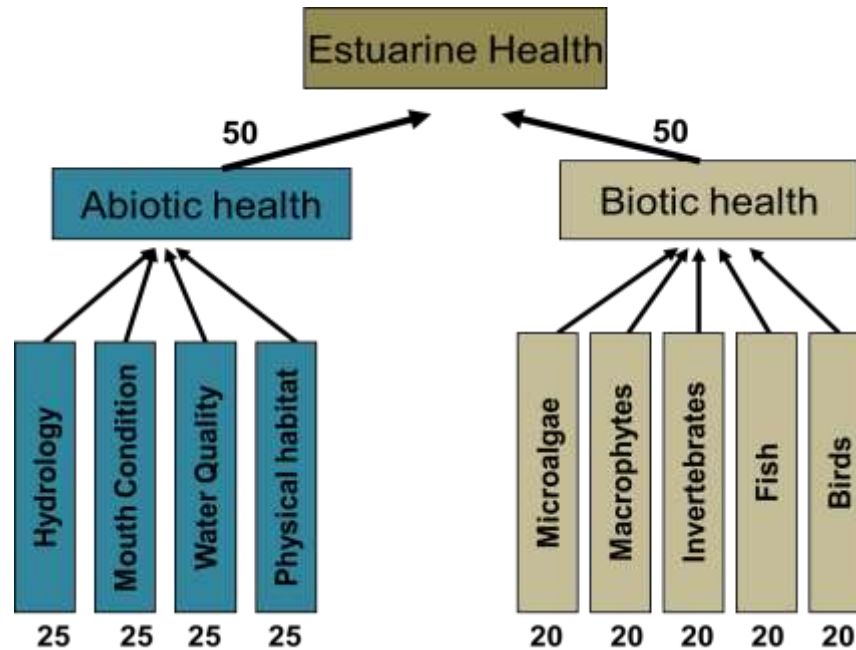 Estuarine Health
50
50
Abiotic health
Biotic health
Hydrology
Mouth Condition
Water Quality
Physical habitat
Microalgae
Macrophytes
Invertebrates
Fish
Birds
25
25
25
25
20
20
20
20
20